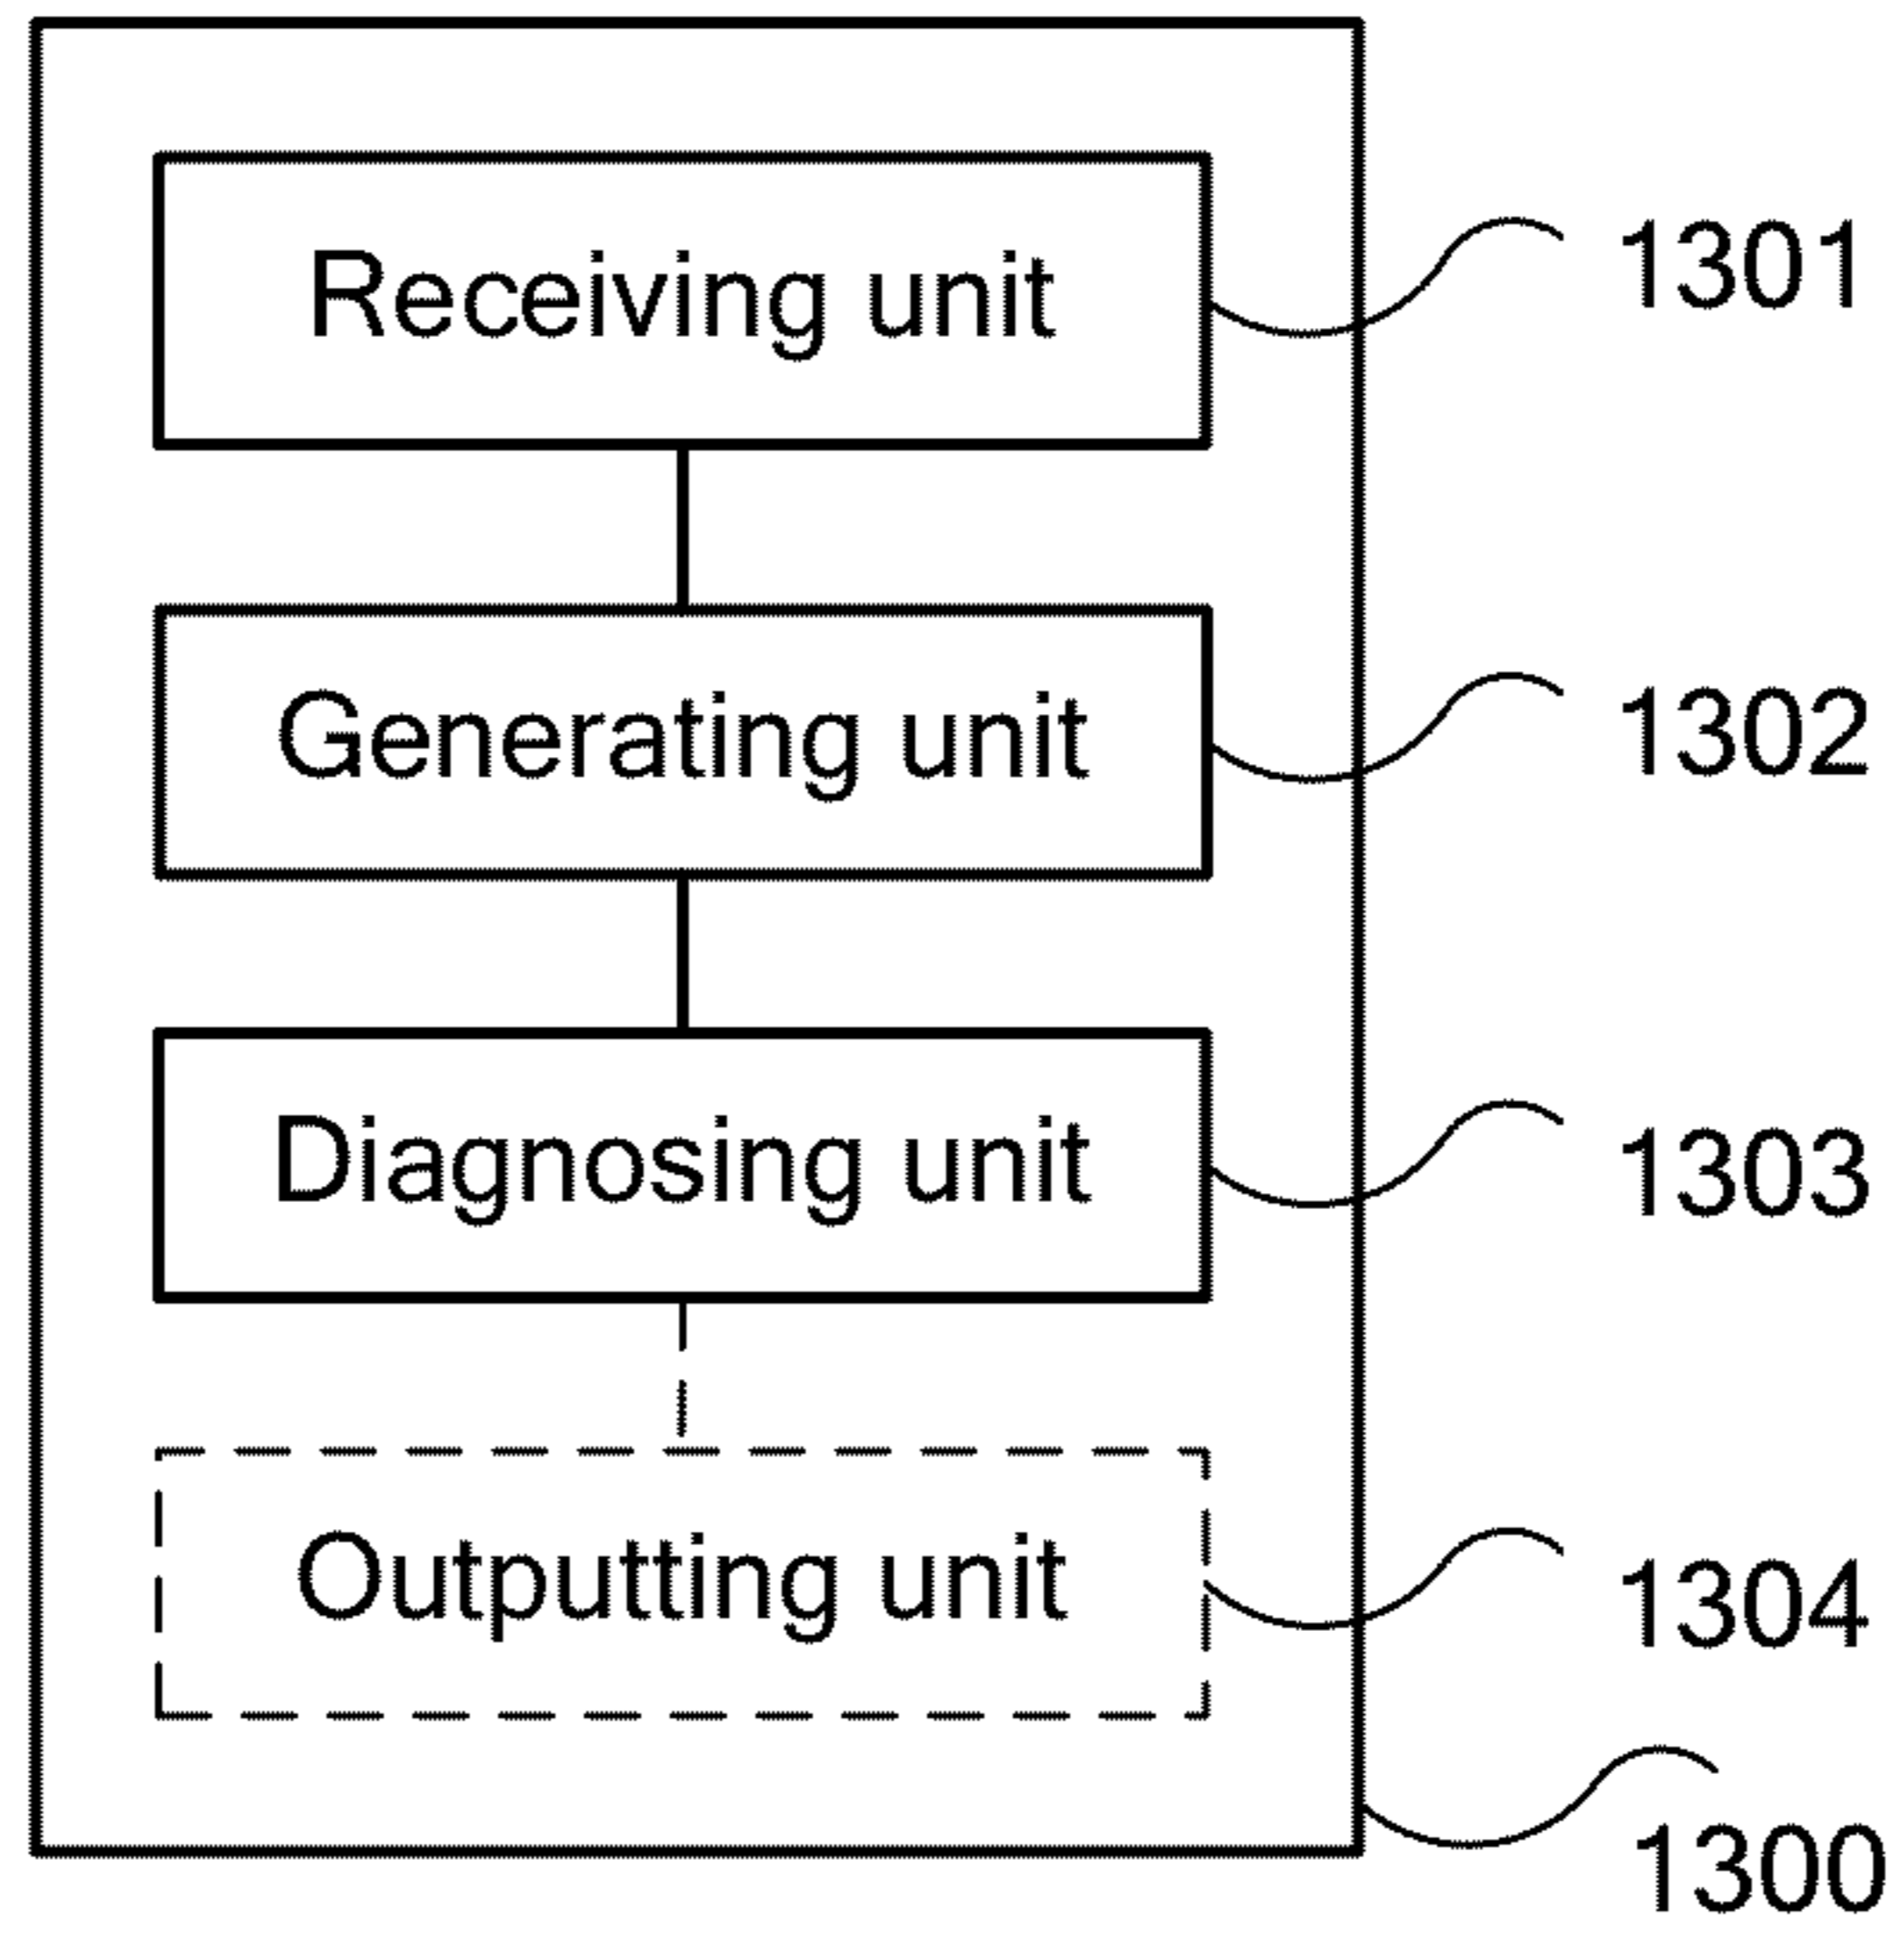 Receiving unit
1301
Generating unit
1302
Diagnosing unit
1303
Outputting unit
1304
1300